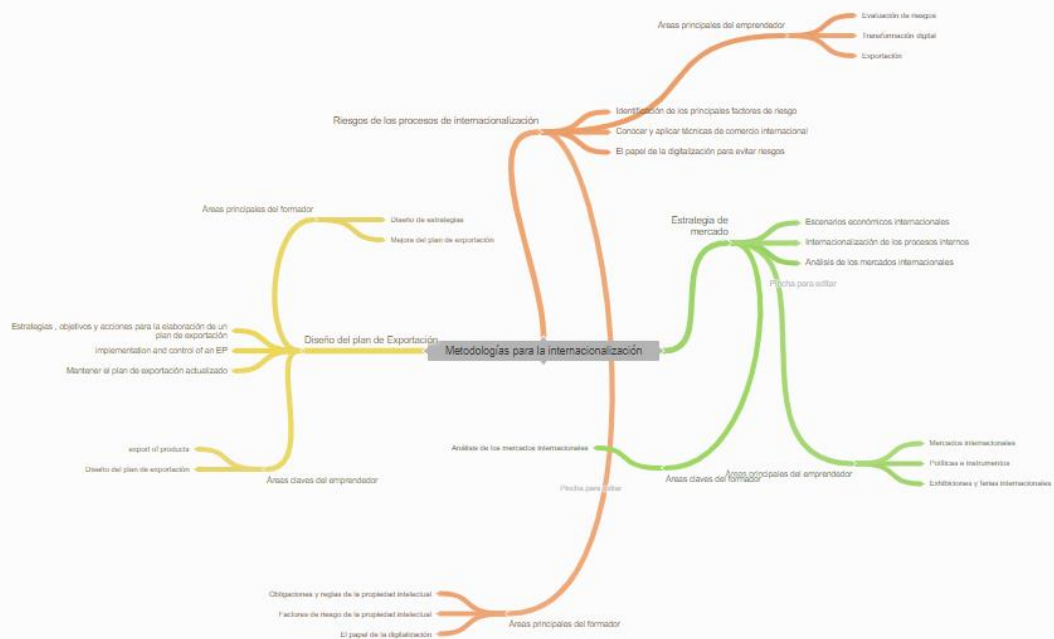 Áreas principales del emprendedor
Evaluación de riesgos
Transformación digital
Exportación
Riesgos de los procesos de internacionalización
Identificación de los principales factores de riesgo
Conocer y aplicar técnicas de comercio internacional
El papel de la digitalización para evitar riesgos
Áreas principales del formador
Diseño de estrategias
Mejora del plan de exportación
Estrategia de
mercado
Escenarios económicos internacionales
Internacionalización de los procesos internos
Análisis de los mercados internacionales
Pincha para editar
Estrategias , objetivos y acciones para la elaboración de un
plan de exportación
Implementation and control of an EP
Mantener el plan de exportación actualizado
Diseño del plan de Exportación
Metodologías para la internacionalización
export of products
Diseño del plan de exportación
Áreas claves del emprendedor
Análisis de los mercados internacionales
Áreas claves del formador
Áreas principales del emprendedor
Mercados internacionales
Políticas e instrumentos
Exhibiciones y ferias internacionales
Pincha para editar
Obligaciones y reglas de la propiedad intelectual
Factores de riesgo de la propiedad intelectual
El papel de la digitalización
Áreas principales del formador